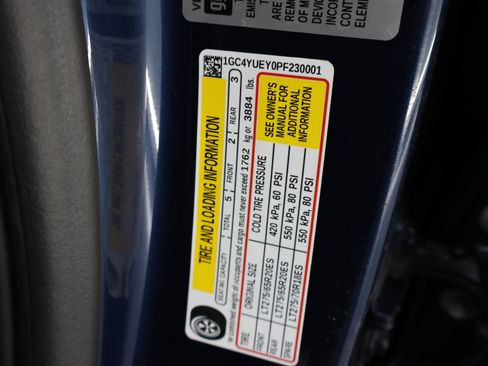 1GC4YUEY0PF230001
TIRE AND LOADING INFORMATION
SEATING CAPACITY TOTAL 5 FRONT 2 REAR 3
combined weight of occupants and cargo must never exceed 1762 kg or 3884 lbs.
TIRE ORIGINAL SIZE COLD TIRE PRESSURE
FRONT LT275/65R20ES 420 kPa, 60 PSI
REAR LT275/65R20ES 550 kPa, 80 PSI
SPARE LT275/70R18ES 550 kPa, 80 PSI
SEE OWNER'S
MANUAL FOR
ADDITIONAL
INFORMATION